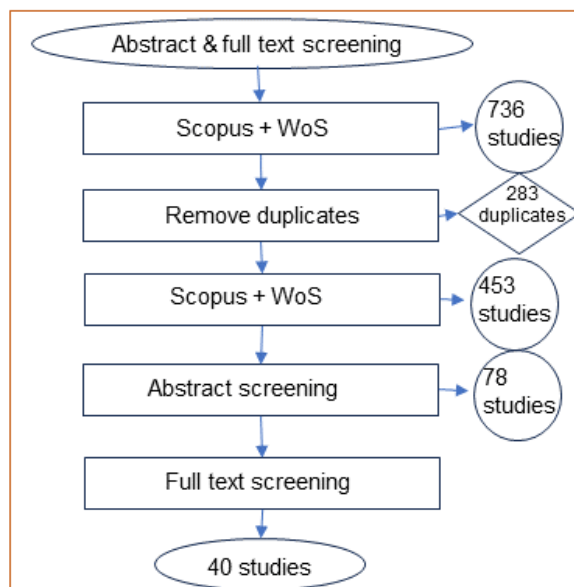 Abstract & full text screening
Scopus + WoS
736
studies
Remove duplicates
283
duplicates
Scopus + WoS
453
studies
Abstract screening
78
studies
Full text screening
40 studies